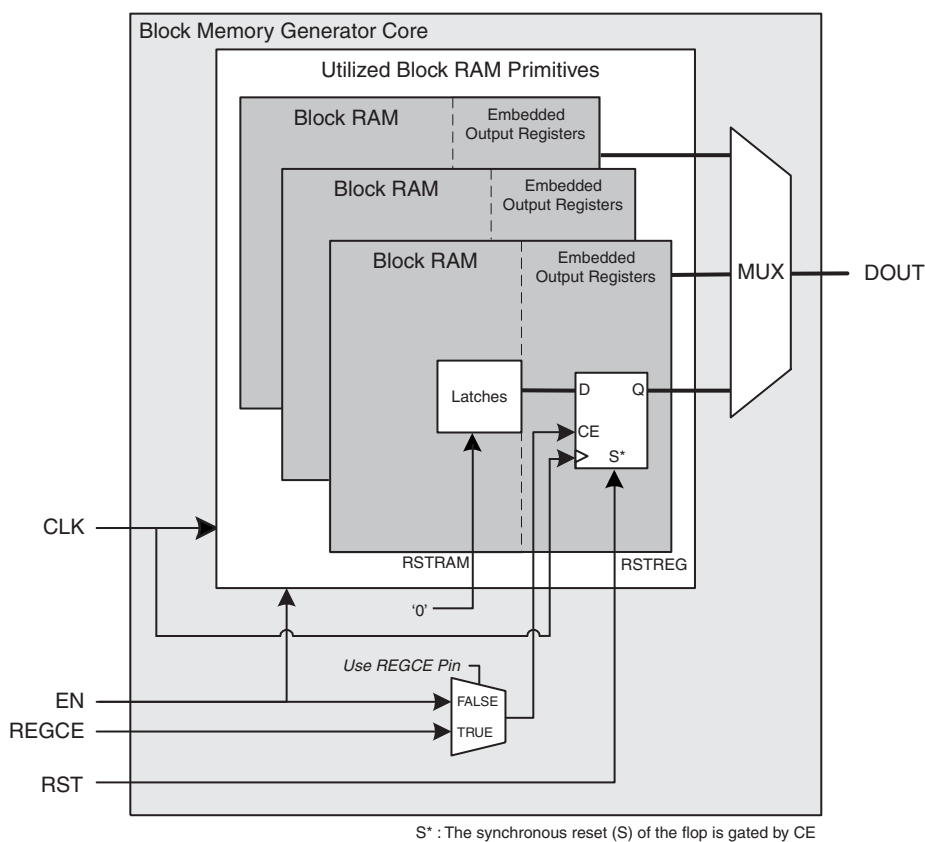 Block Memory Generator Core
Utilized Block RAM Primitives
Block RAM
Embedded
Output Registers
Block RAM
Embedded
Output Registers
Block RAM
Embedded
Output Registers
MUX
DOUT
Latches
D
Q
CE
S*
CLK
RSTRAM
RSTREG
‘0’
Use REGCE Pin
EN
FALSE
REGCE
TRUE
RST
S* : The synchronous reset (S) of the flop is gated by CE